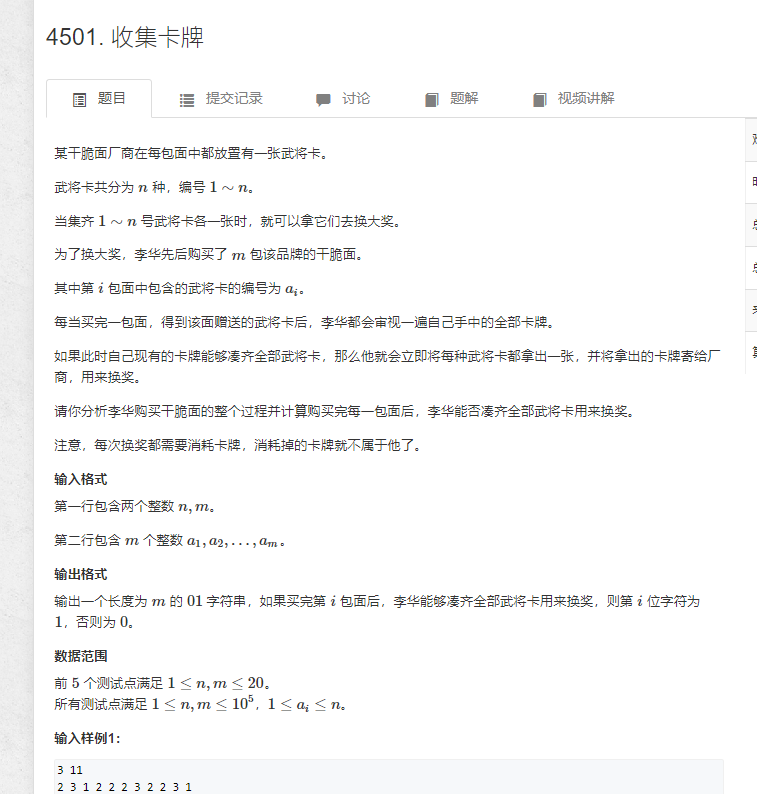 4501. 收集卡牌
题目 提交记录 讨论 题解 视频讲解
某干脆面厂商在每包面中都放置有一张武将卡。
武将卡共分为 n 种，编号 1 ∼ n。
当集齐 1 ∼ n 号武将卡各一张时，就可以拿它们去换大奖。
为了换大奖，李华先后购买了 m 包该品牌的干脆面。
其中第 i 包面中包含的武将卡的编号为 aᵢ。
每当买完一包面，得到该面赠送的武将卡后，李华都会审视一遍自己手中的全部卡牌。
如果此时自己现有的卡牌能够凑齐全部武将卡，那么他就会立即将每种武将卡都拿出一张，并将拿出的卡牌寄给厂
商，用来换奖。
请你分析李华购买干脆面的整个过程并计算购买完每一包面后，李华能否凑齐全部武将卡用来换奖。
注意，每次换奖都需要消耗卡牌，消耗掉的卡牌就不属于他了。
输入格式
第一行包含两个整数 n, m。
第二行包含 m 个整数 a₁, a₂, . . . , aₘ。
输出格式
输出一个长度为 m 的 01 字符串，如果买完第 i 包面后，李华能够凑齐全部武将卡用来换奖，则第 i 位字符为
1，否则为 0。
数据范围
前 5 个测试点满足 1 ≤ n, m ≤ 20。
所有测试点满足 1 ≤ n, m ≤ 10⁵，1 ≤ aᵢ ≤ n。
输入样例1：
3 11
2 3 1 2 2 2 3 2 2 3 1